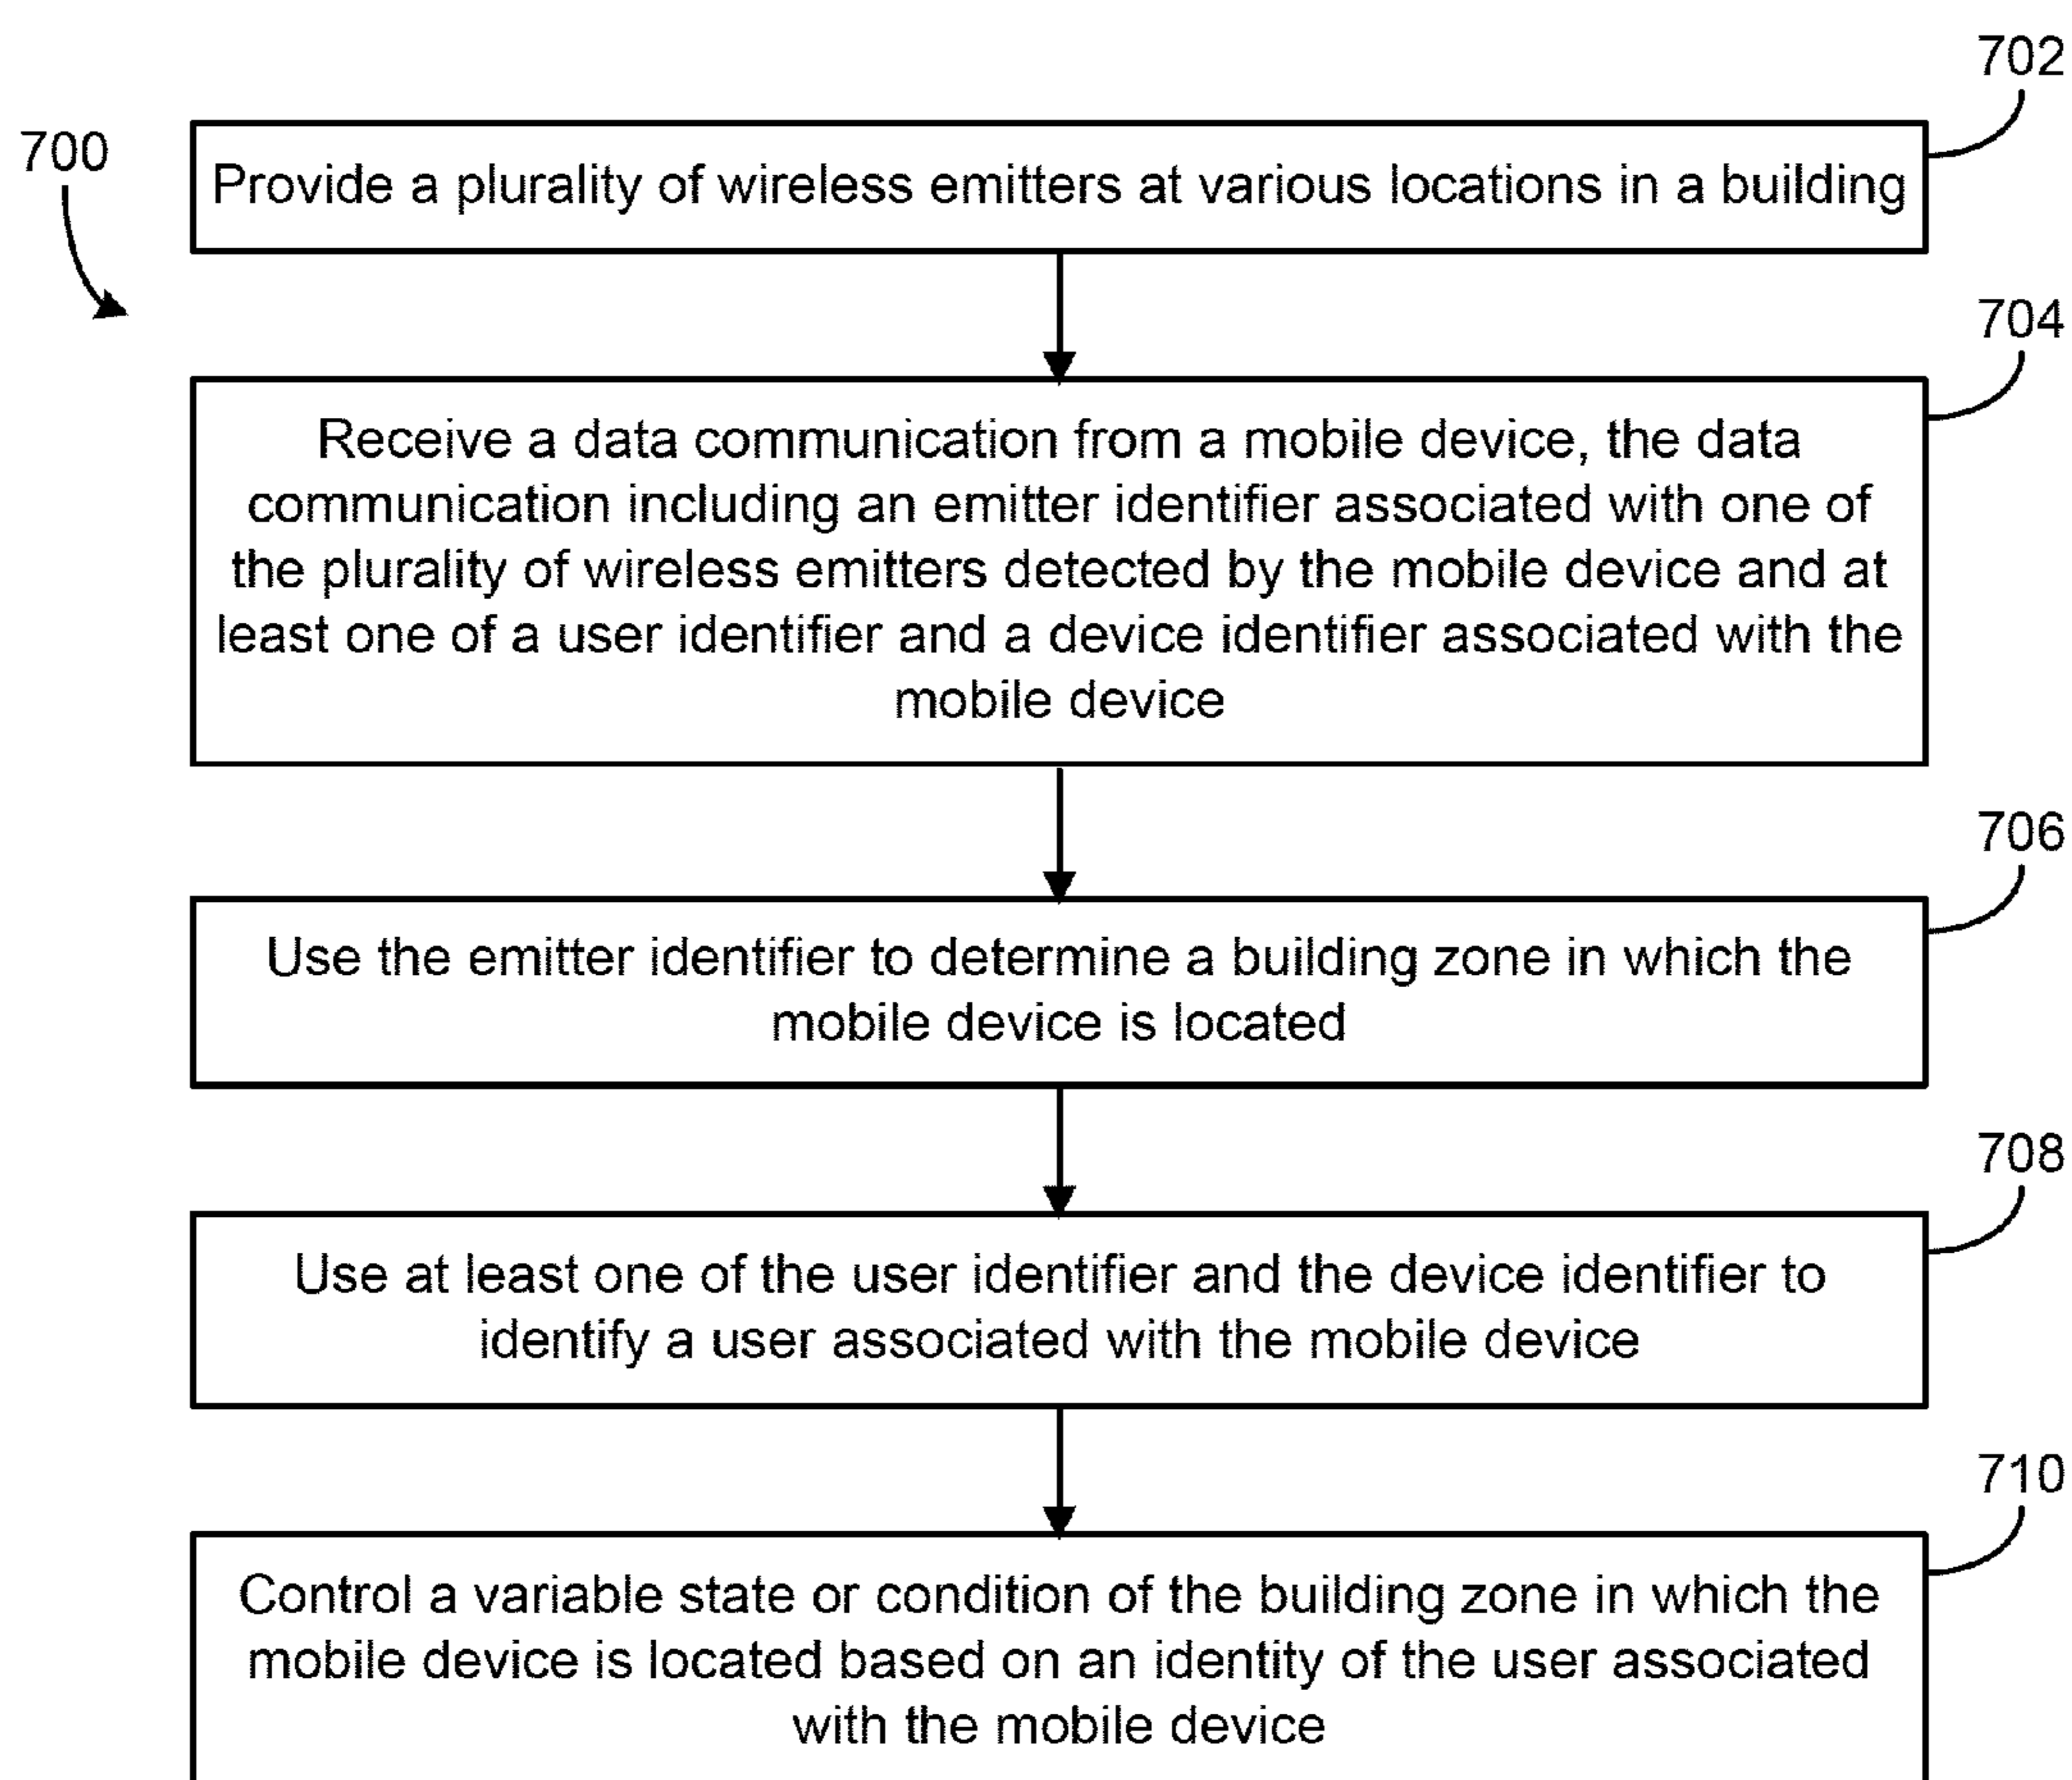 702
700
Provide a plurality of wireless emitters at various locations in a building
704
Receive a data communication from a mobile device, the data
communication including an emitter identifier associated with one of
the plurality of wireless emitters detected by the mobile device and at
least one of a user identifier and a device identifier associated with the
mobile device
706
Use the emitter identifier to determine a building zone in which the
mobile device is located
708
Use at least one of the user identifier and the device identifier to
identify a user associated with the mobile device
710
Control a variable state or condition of the building zone in which the
mobile device is located based on an identity of the user associated
with the mobile device